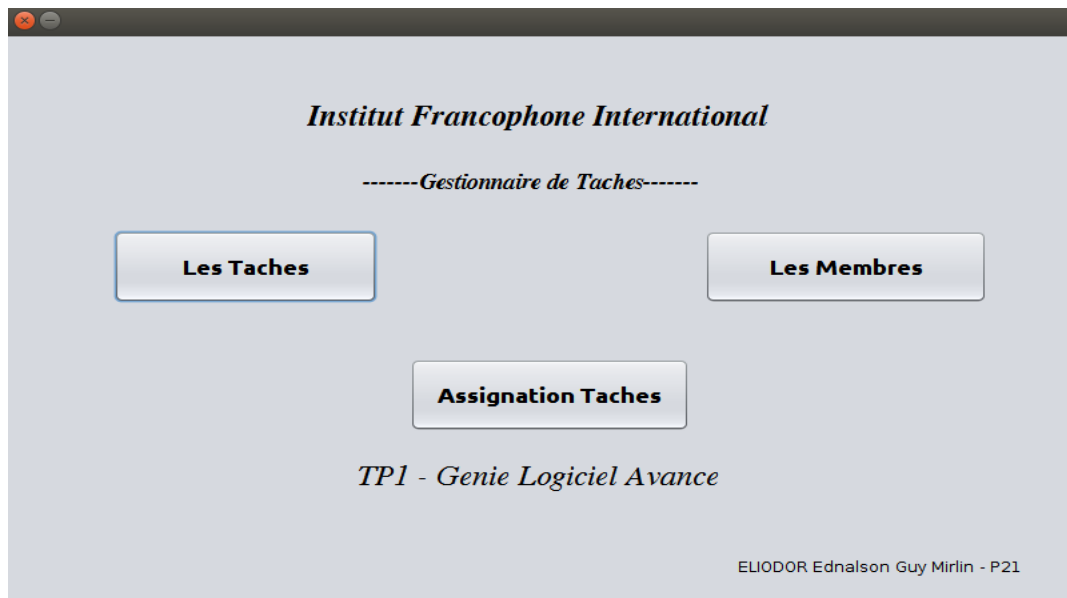 Institut Francophone International
-------Gestionnaire de Taches-------
Les Taches
Les Membres
Assignation Taches
TP1 - Genie Logiciel Avance
ELIODOR Ednalson Guy Mirlin - P21